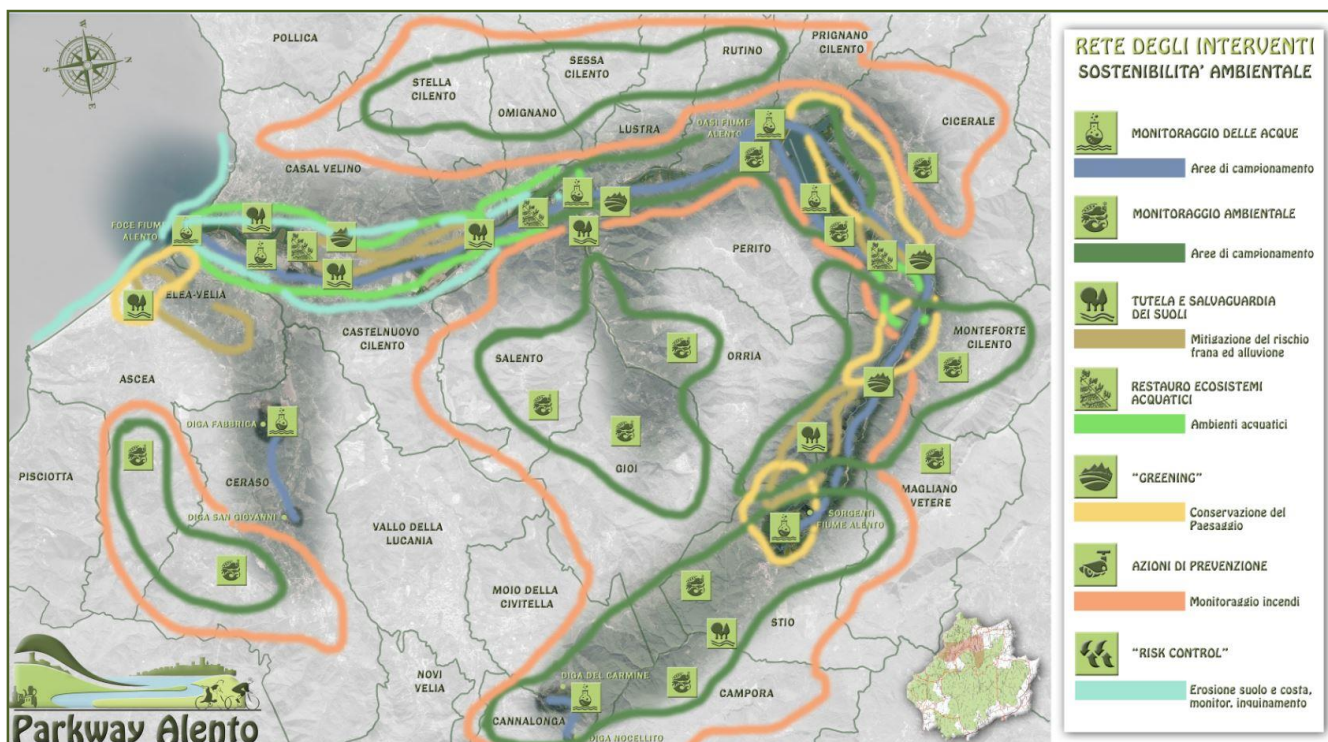 POLLICA
STELLA
CILENTO
SESSA
CILENTO
RUTINO
PRIGNANO
CILENTO
OMIGNANO
LUSTRA
OASI FIUME
ALENTO
CICERALE
CASAL VELINO
FOCE FIUME
ALENTO
PERITO
ELEA-VELIA
CASTELNUOVO
CILENTO
SALENTO
ORRIA
MONTEFORTE
CILENTO
ASCEA
DIGA FABBRICA
GIOI
PISCIOTTA
CERASO
DIGA SAN GIOVANNI
VALLO DELLA
LUCANIA
MAGLIANO
VETERE
SORGENTI
FIUME ALENTO
MOIO DELLA
CIVITELLA
STIO
NOVI
VELIA
DIGA DEL CARMINE
CANNALONGA
CAMPORA
DIGA NOCELLITO
Parkway Alento
RETE DEGLI INTERVENTI
SOSTENIBILITA' AMBIENTALE
MONITORAGGIO DELLE ACQUE
Aree di campionamento
MONITORAGGIO AMBIENTALE
Aree di campionamento
TUTELA E SALVAGUARDIA
DEI SUOLI
Mitigazione del rischio
frana ed alluvione
RESTAURO ECOSISTEMI
ACQUATICI
Ambienti acquatici
"GREENING"
Conservazione del
Paesaggio
AZIONI DI PREVENZIONE
Monitoraggio incendi
"RISK CONTROL"
Erosione suolo e costa,
monitor. inquinamento